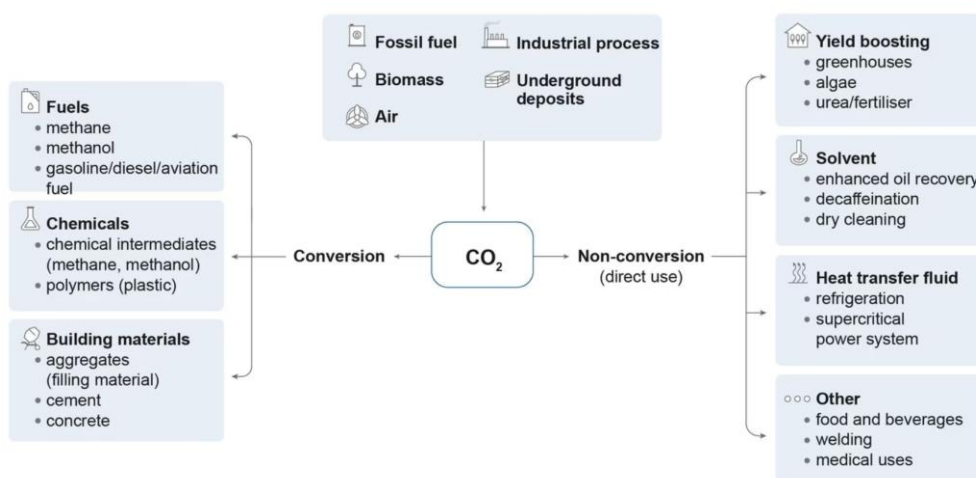 Fossil fuel
Industrial process
Biomass
Underground
deposits
Air
Fuels
• methane
• methanol
• gasoline/diesel/aviation
fuel
Chemicals
• chemical intermediates
(methane, methanol)
• polymers (plastic)
Building materials
• aggregates
(filling material)
• cement
• concrete
Conversion
CO₂
Non-conversion
(direct use)
Yield boosting
• greenhouses
• algae
• urea/fertiliser
Solvent
• enhanced oil recovery
• decaffeination
• dry cleaning
Heat transfer fluid
• refrigeration
• supercritical
power system
Other
• food and beverages
• welding
• medical uses